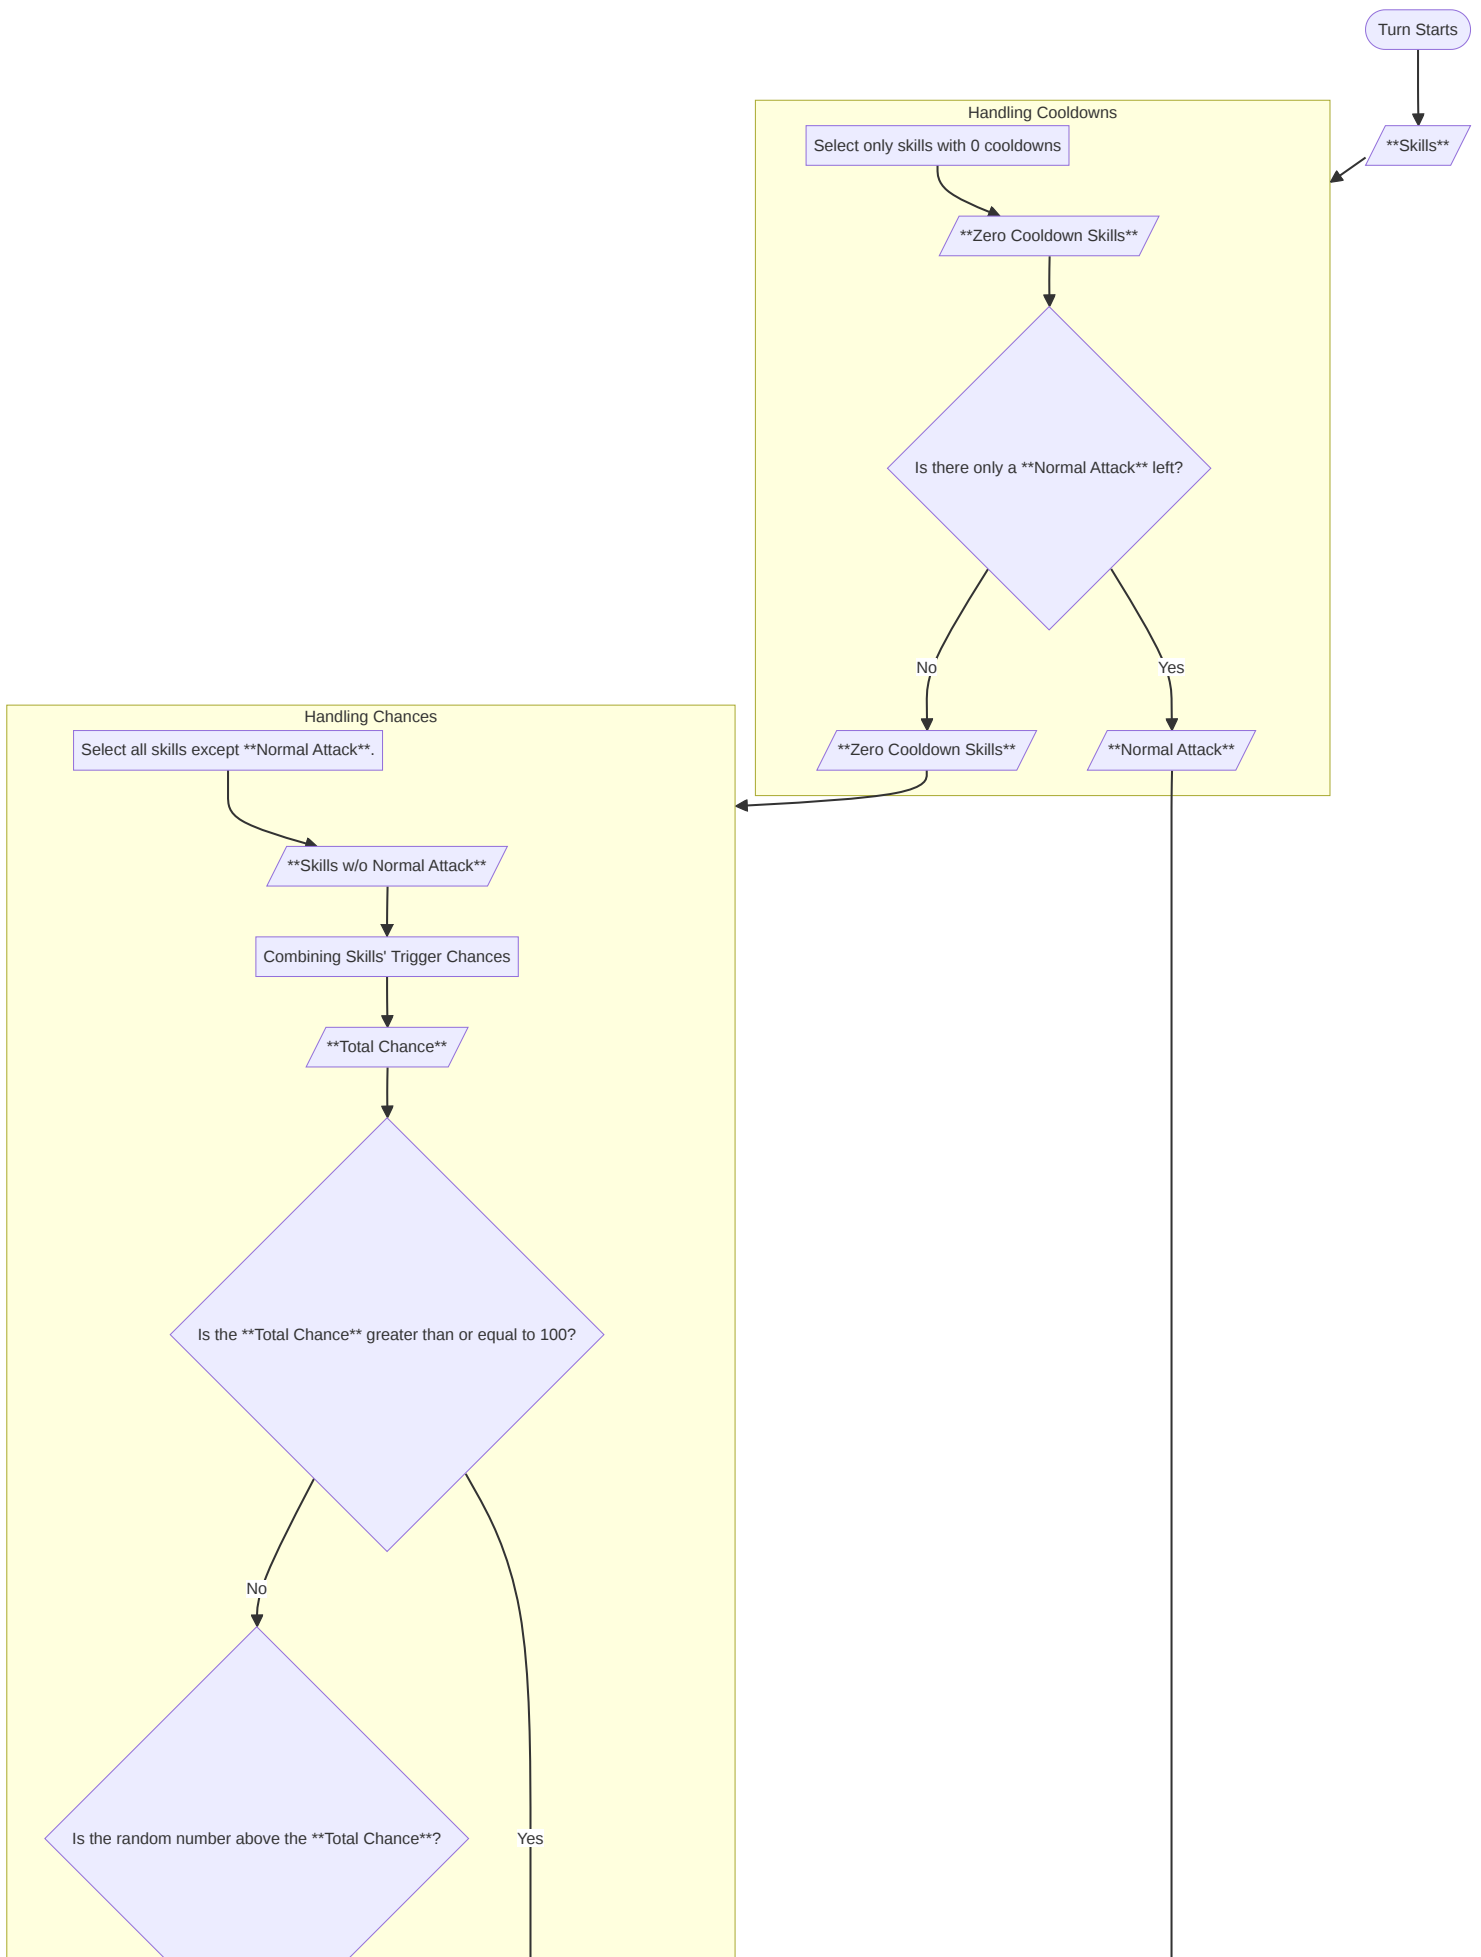 Turn Starts
**Skills**
Handling Cooldowns
Select only skills with 0 cooldowns
**Zero Cooldown Skills**
Is there only a **Normal Attack** left?
No
Yes
**Zero Cooldown Skills**
**Normal Attack**
Handling Chances
Select all skills except **Normal Attack**.
**Skills w/o Normal Attack**
Combining Skills' Trigger Chances
**Total Chance**
Is the **Total Chance** greater than or equal to 100?
No
Is the random number above the **Total Chance**?
Yes